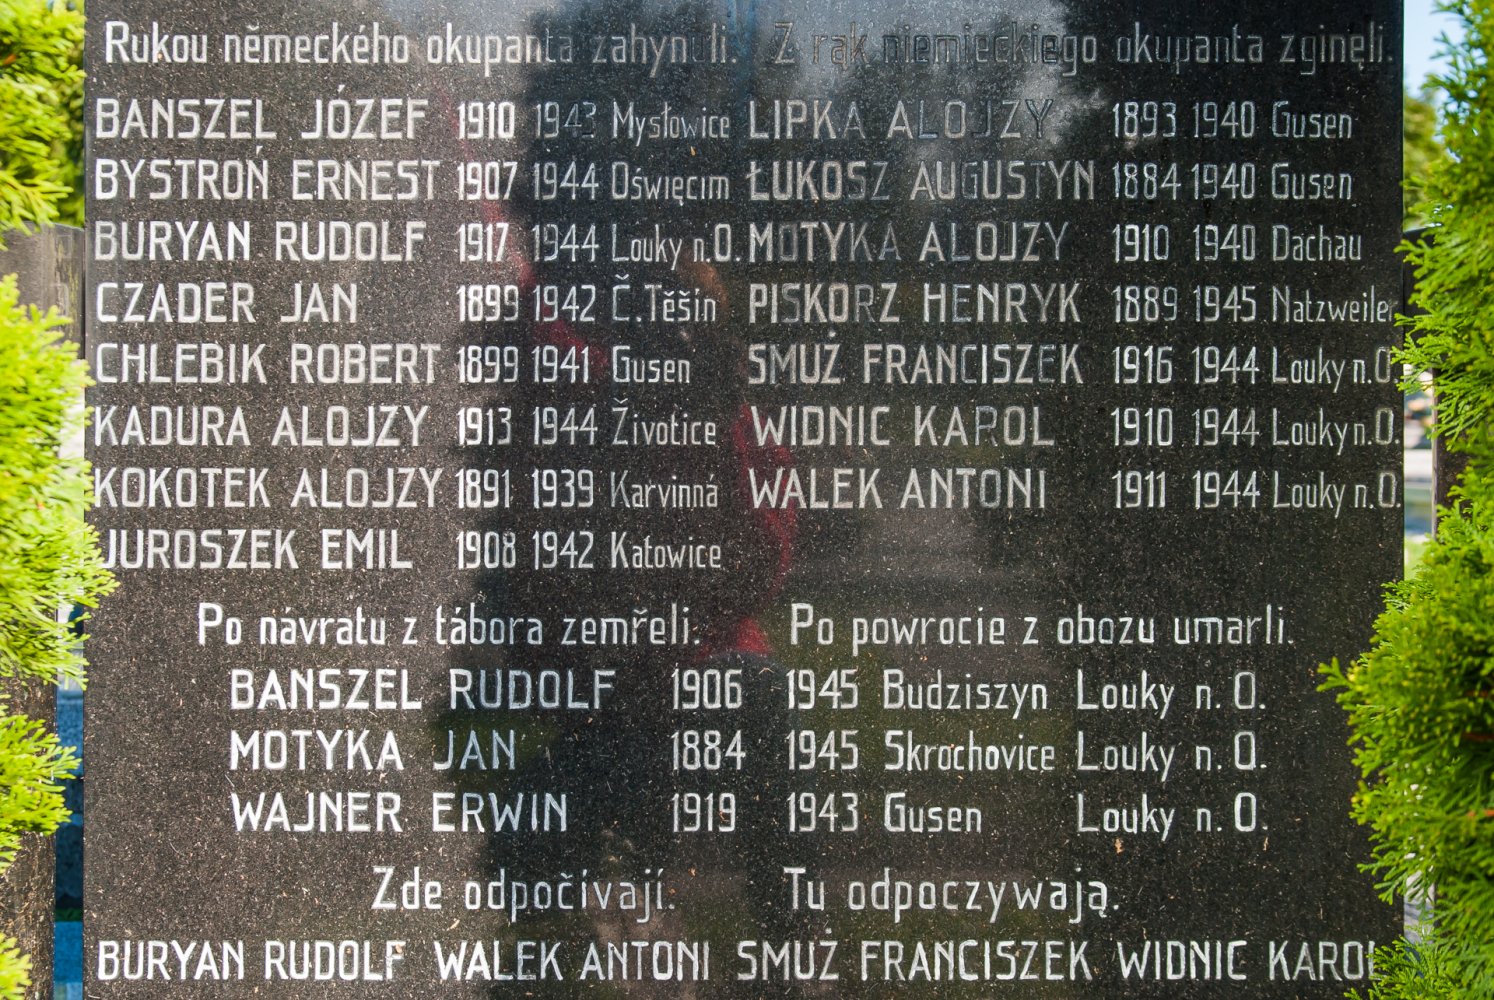 Rukou německého okupanta zahynuli. Z rąk niemieckiego okupanta zginęli.
BANSZEL JÓZEF 1910 1943 Mysłowice LIPKA ALOJZY 1893 1940 Gusen
BYSTROŃ ERNEST 1907 1944 Oświęcim ŁUKOSZ AUGUSTYN 1884 1940 Gusen
BURYAN RUDOLF 1917 1944 Louky n.O. MOTYKA ALOJZY 1910 1940 Dachau
CZADER JAN 1899 1942 Č.Těšín PISKORZ HENRYK 1889 1945 Natzweiler
CHLEBIK ROBERT 1899 1941 Gusen SMUŻ FRANCISZEK 1916 1944 Louky n.O.
KADURA ALOJZY 1913 1944 Životice WIDNIC KAROL 1910 1944 Louky n.O.
KOKOTEK ALOJZY 1891 1939 Karvinná WALEK ANTONI 1911 1944 Louky n.O.
JUROSZEK EMIL 1908 1942 Katowice
Po návratu z tábora zemřeli. Po powrocie z obozu umarli.
BANSZEL RUDOLF 1906 1945 Budziszyn Louky n. O.
MOTYKA JAN 1884 1945 Skrochovice Louky n. O.
WAJNER ERWIN 1919 1943 Gusen Louky n. O.
Zde odpočívají. Tu odpoczywają.
BURYAN RUDOLF WALEK ANTONI SMUŻ FRANCISZEK WIDNIC KAROL